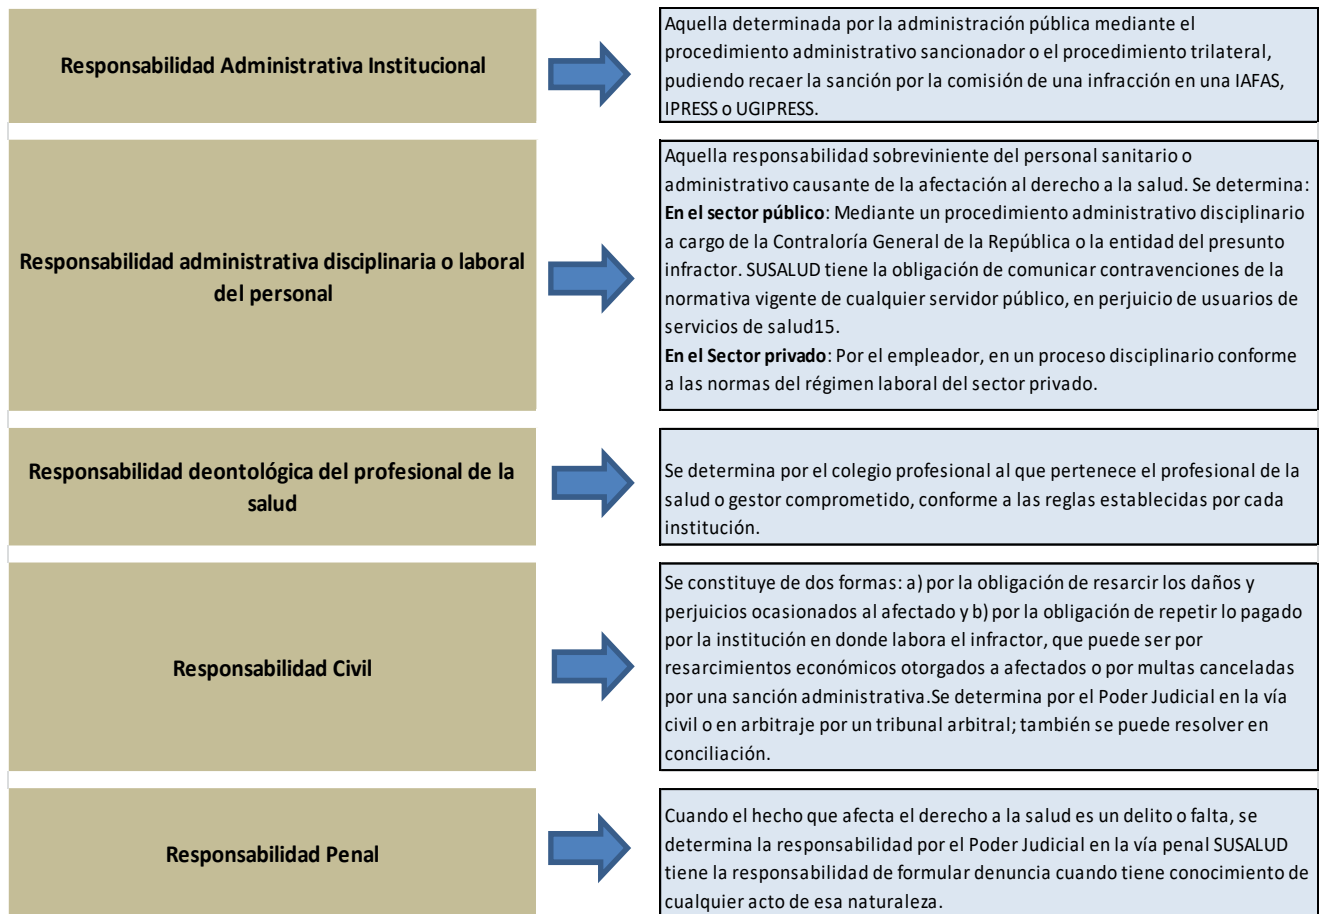 Responsabilidad Administrativa Institucional
Aquella determinada por la administración pública mediante el
procedimiento administrativo sancionador o el procedimiento trilateral,
pudiendo recaer la sanción por la comisión de una infracción en una IAFAS,
IPRESS o UGIPRESS.
Responsabilidad administrativa disciplinaria o laboral
del personal
Aquella responsabilidad sobreviniente del personal sanitario o
administrativo causante de la afectación al derecho a la salud. Se determina:
En el sector público: Mediante un procedimiento administrativo disciplinario
a cargo de la Contraloría General de la República o la entidad del presunto
infractor. SUSALUD tiene la obligación de comunicar contravenciones de la
normativa vigente de cualquier servidor público, en perjuicio de usuarios de
servicios de salud15.
En el Sector privado: Por el empleador, en un proceso disciplinario conforme
a las normas del régimen laboral del sector privado.
Responsabilidad deontológica del profesional de la
salud
Se determina por el colegio profesional al que pertenece el profesional de la
salud o gestor comprometido, conforme a las reglas establecidas por cada
institución.
Responsabilidad Civil
Se constituye de dos formas: a) por la obligación de resarcir los daños y
perjuicios ocasionados al afectado y b) por la obligación de repetir lo pagado
por la institución en donde labora el infractor, que puede ser por
resarcimientos económicos otorgados a afectados o por multas canceladas
por una sanción administrativa.Se determina por el Poder Judicial en la vía
civil o en arbitraje por un tribunal arbitral; también se puede resolver en
conciliación.
Responsabilidad Penal
Cuando el hecho que afecta el derecho a la salud es un delito o falta, se
determina la responsabilidad por el Poder Judicial en la vía penal SUSALUD
tiene la responsabilidad de formular denuncia cuando tiene conocimiento de
cualquier acto de esa naturaleza.